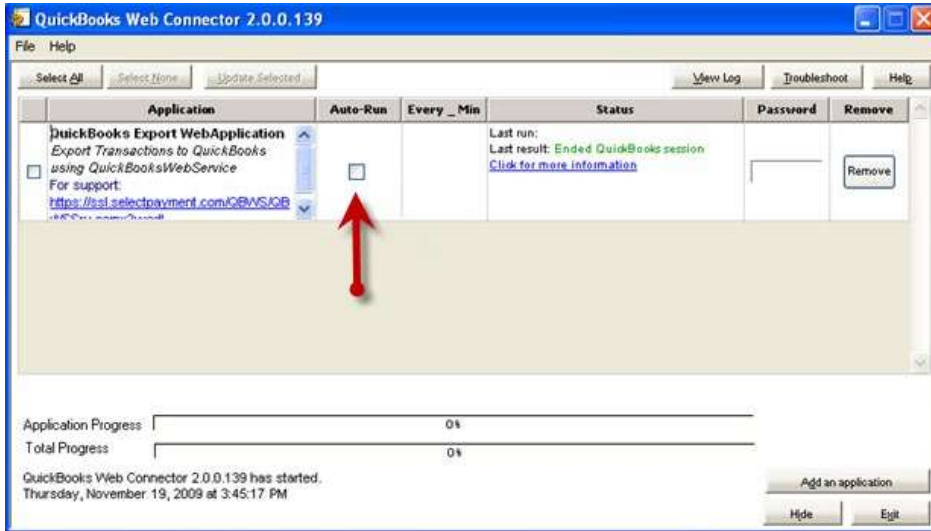 QuickBooks Web Connector 2.0.0.139
File Help
Select All Select None Update Selected View Log Troubleshoot Help
Application Auto-Run Every _ Min Status Password Remove
QuickBooks Export WebApplication
Export Transactions to QuickBooks
using QuickBooksWebService
For support:
https://ssl.selectpayment.com/QBWS/QB
Last run:
Last result: Ended QuickBooks session
Click for more information
Remove
Application Progress 0%
Total Progress 0%
QuickBooks Web Connector 2.0.0.139 has started.
Thursday, November 19, 2009 at 3:45:17 PM
Add an application
Hide Exit